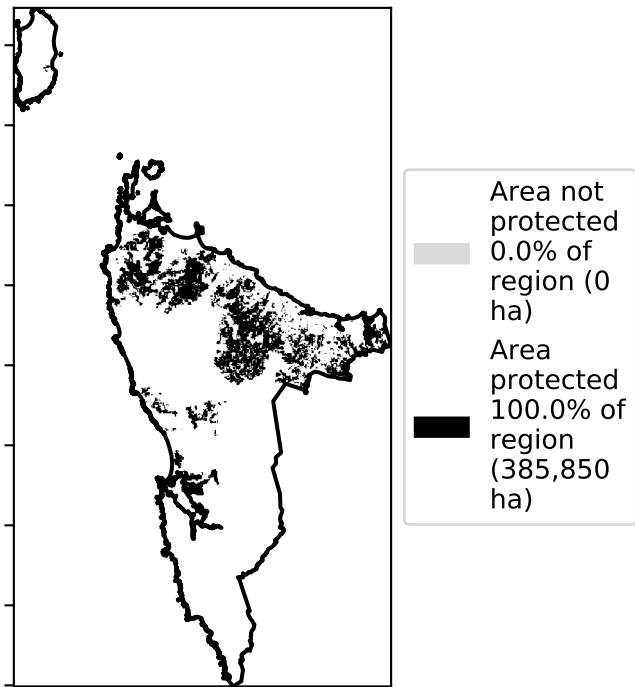 Area not
protected
0.0% of
region (0
ha)
Area
protected
100.0% of
region
(385,850
ha)